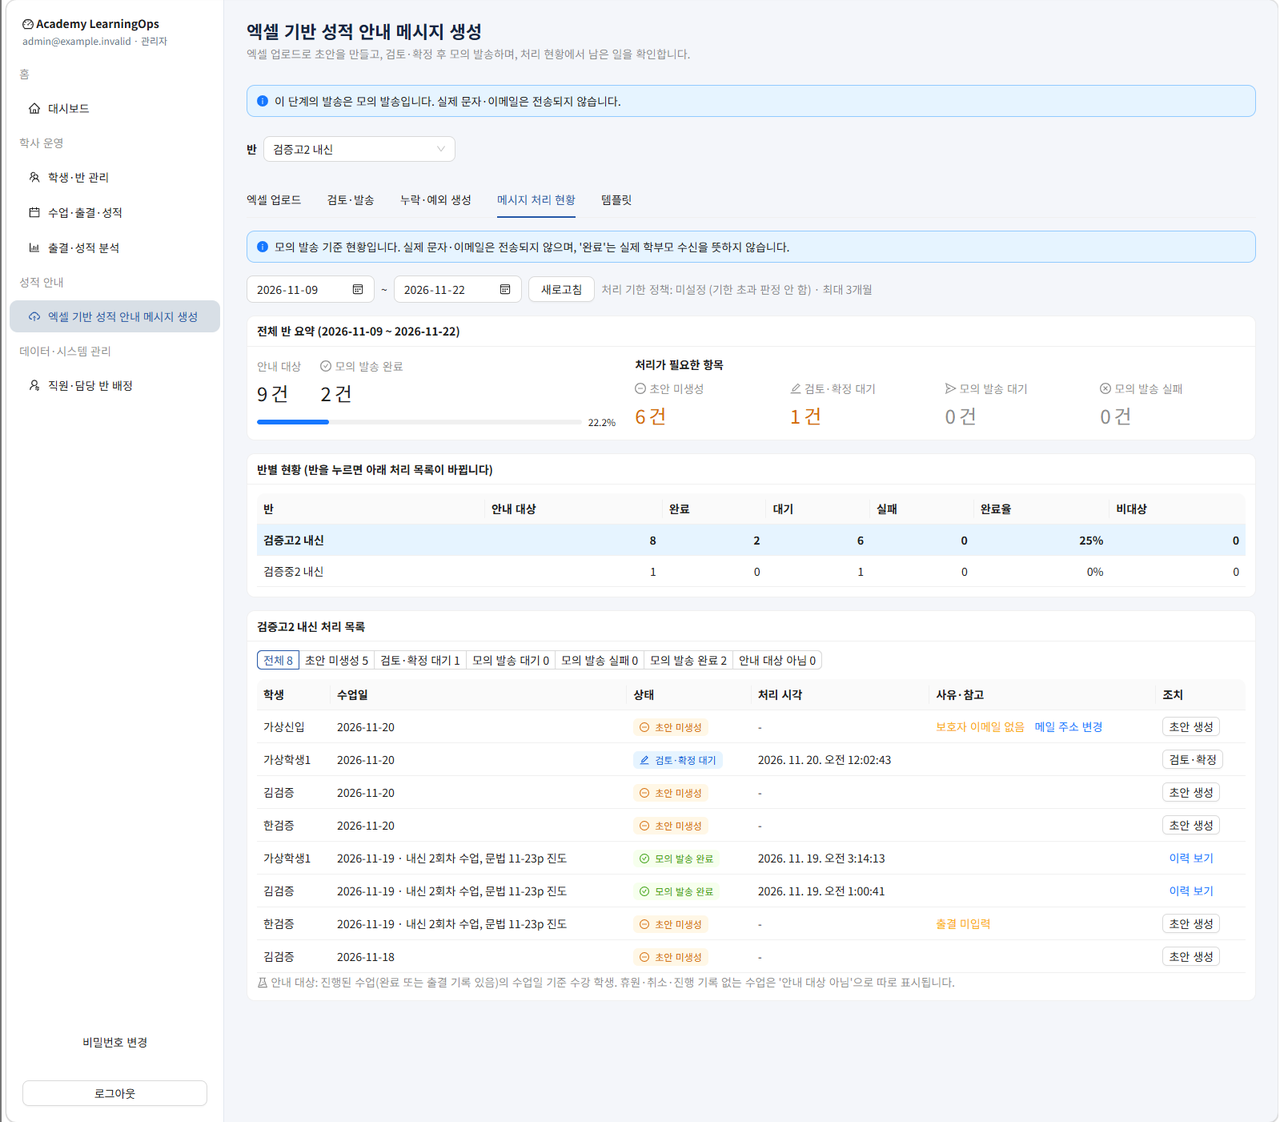 Academy LearningOps
admin@example.invalid · 관리자
홈
대시보드
학사 운영
학생·반 관리
수업·출결·성적
출결·성적 분석
성적 안내
엑셀 기반 성적 안내 메시지 생성
데이터·시스템 관리
직원·담당 반 배정
비밀번호 변경
로그아웃
엑셀 기반 성적 안내 메시지 생성
엑셀 업로드로 초안을 만들고, 검토·확정 후 모의 발송하며, 처리 현황에서 남은 일을 확인합니다.
이 단계의 발송은 모의 발송입니다. 실제 문자·이메일은 전송되지 않습니다.
반 검증고2 내신
엑셀 업로드 검토·발송 누락·예외 생성 메시지 처리 현황 템플릿
모의 발송 기준 현황입니다. 실제 문자·이메일은 전송되지 않으며, '완료'는 실제 학부모 수신을 뜻하지 않습니다.
2026-11-09 ~ 2026-11-22 새로고침 처리 기한 정책: 미설정 (기한 초과 판정 안 함) · 최대 3개월
전체 반 요약 (2026-11-09 ~ 2026-11-22)
안내 대상 모의 발송 완료
9 건 2 건
22.2%
처리가 필요한 항목
초안 미생성 검토·확정 대기 모의 발송 대기 모의 발송 실패
6 건 1 건 0 건 0 건
반별 현황 (반을 누르면 아래 처리 목록이 바뀝니다)
반 안내 대상 완료 대기 실패 완료율 비대상
검증고2 내신 8 2 6 0 25% 0
검증중2 내신 1 0 1 0 0% 0
검증고2 내신 처리 목록
전체 8 초안 미생성 5 검토·확정 대기 1 모의 발송 대기 0 모의 발송 실패 0 모의 발송 완료 2 안내 대상 아님 0
학생 수업일 상태 처리 시각 사유·참고 조치
가상신입 2026-11-20 초안 미생성 - 보호자 이메일 없음 메일 주소 변경 초안 생성
가상학생1 2026-11-20 검토·확정 대기 2026. 11. 20. 오전 12:02:43 검토·확정
김검증 2026-11-20 초안 미생성 - 초안 생성
한검증 2026-11-20 초안 미생성 - 초안 생성
가상학생1 2026-11-19 · 내신 2회차 수업, 문법 11-23p 진도 모의 발송 완료 2026. 11. 19. 오전 3:14:13 이력 보기
김검증 2026-11-19 · 내신 2회차 수업, 문법 11-23p 진도 모의 발송 완료 2026. 11. 19. 오전 1:00:41 이력 보기
한검증 2026-11-19 · 내신 2회차 수업, 문법 11-23p 진도 초안 미생성 - 출결 미입력 초안 생성
김검증 2026-11-18 초안 미생성 - 초안 생성
안내 대상: 진행된 수업(완료 또는 출결 기록 있음)의 수업일 기준 수강 학생. 휴원·취소·진행 기록 없는 수업은 '안내 대상 아님'으로 따로 표시됩니다.